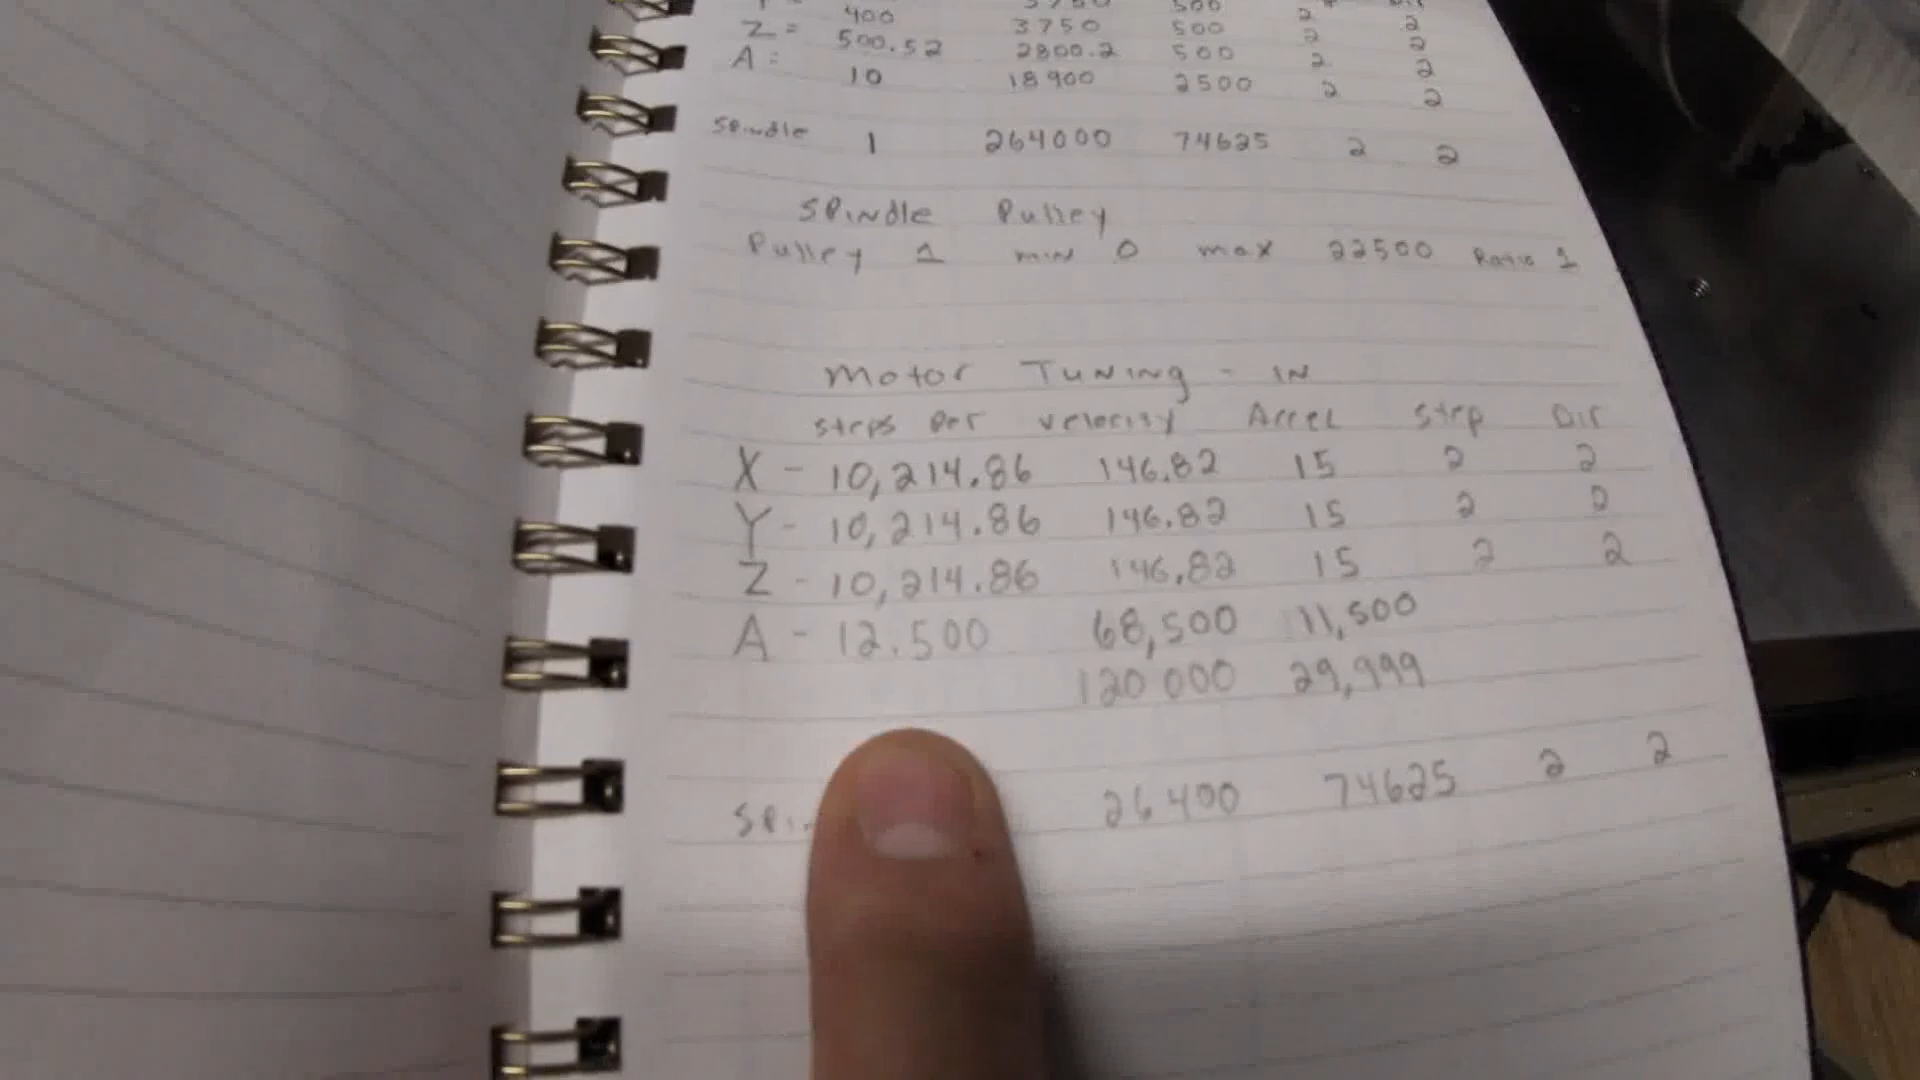 400 3750 500 2 2
Z = 500.52 3750 500 2 2
A: 2800.2 500 2 2
10 18900 2500 2 2
Spindle 1 264000 74625 2 2
Spindle Pulley
Pulley 1 min 0 max 22500 Ratio 1
Motor Tuning - IN
Steps Per Velocity Accel Step Dir
X - 10,214.86 146.82 15 2 2
Y - 10,214.86 146.82 15 2 0
Z - 10,214.86 146.82 15 2 2
A - 12.500 68,500 11,500
120 000 29,999
26400 74625 2 2